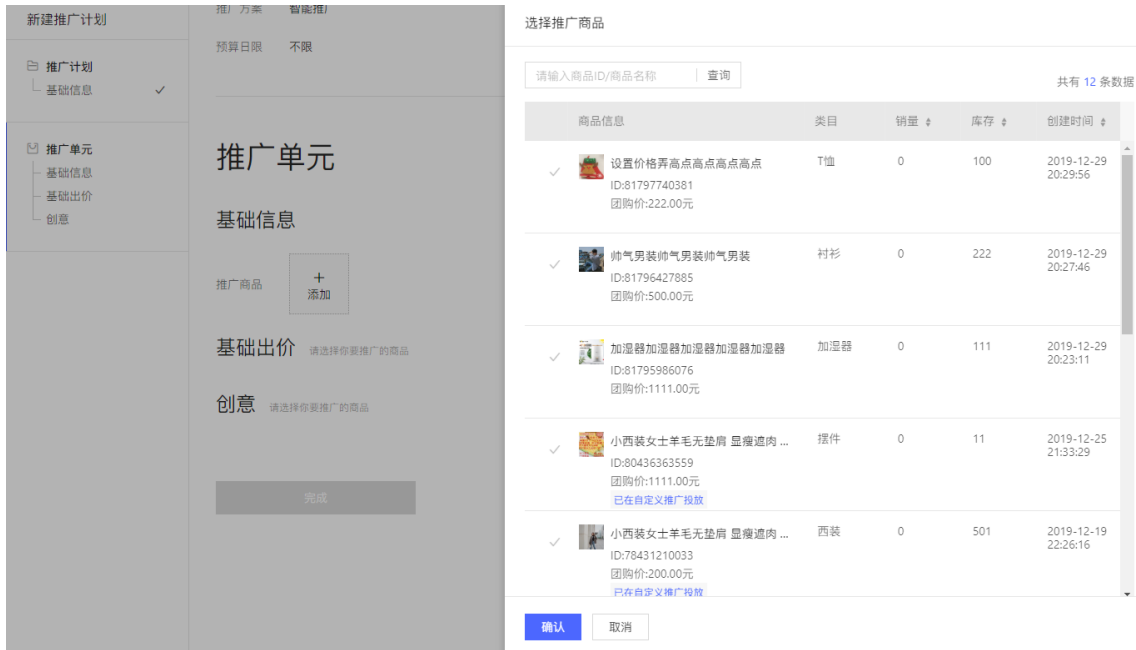 新建推广计划
推广计划
基础信息
推广单元
基础信息
基础出价
创意
推广方案 智能推广
预算日限 不限
推广单元
基础信息
推广商品
+
添加
基础出价 请选择你要推广的商品
创意 请选择你要推广的商品
完成
选择推广商品
请输入商品ID/商品名称 查询
共有 12 条数据
商品信息 类目 销量 库存 创建时间
设置价格弄高点高点高点高点 T恤 0 100 2019-12-29
20:29:56
ID:81797740381
团购价:222.00元
帅气男装帅气男装帅气男装 衬衫 0 222 2019-12-29
20:27:46
ID:81796427885
团购价:500.00元
加湿器加湿器加湿器加湿器加湿器 加湿器 0 111 2019-12-29
20:23:11
ID:81795986076
团购价:1111.00元
小西装女士羊毛无垫肩 显瘦遮肉 ... 摆件 0 11 2019-12-25
21:33:29
ID:80436363559
团购价:1111.00元
已在自定义推广投放
小西装女士羊毛无垫肩 显瘦遮肉 ... 西装 0 501 2019-12-19
22:26:16
ID:78431210033
团购价:200.00元
已在自定义推广投放
确认 取消